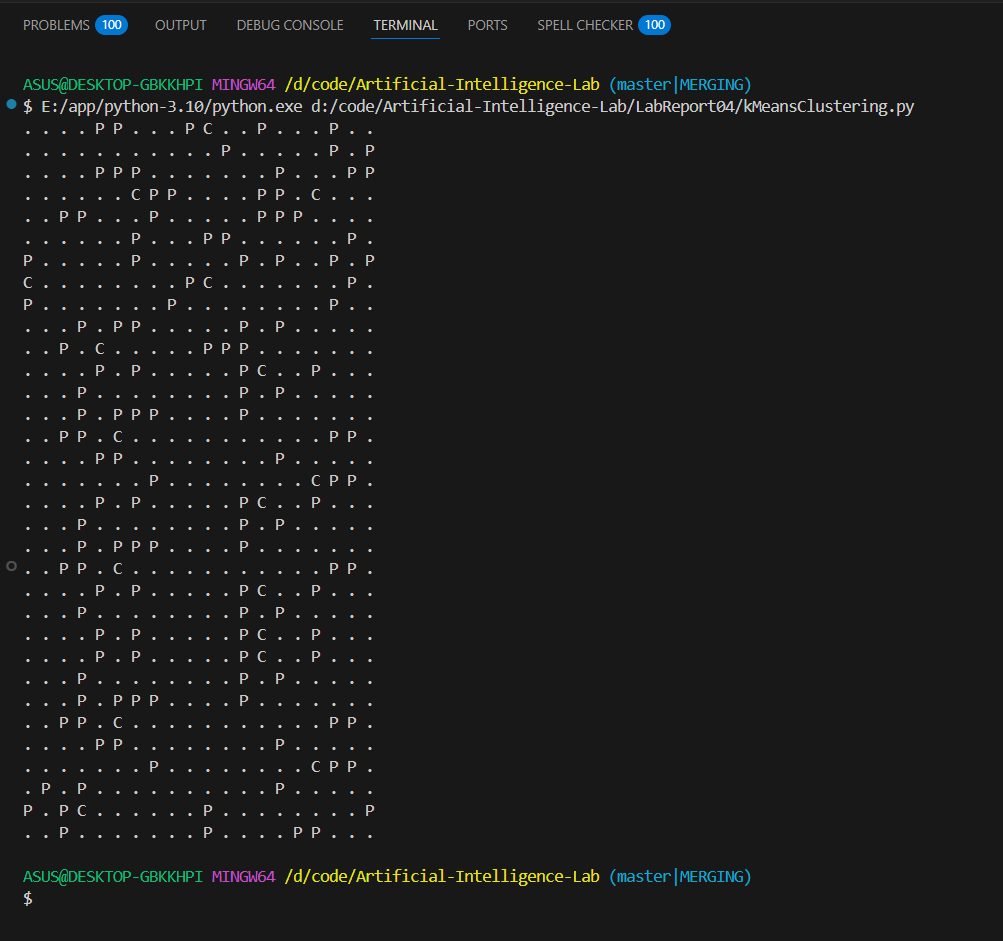 PROBLEMS 100 OUTPUT DEBUG CONSOLE TERMINAL PORTS SPELL CHECKER 100
ASUS@DESKTOP-GBKKHPI MINGW64 /d/code/Artificial-Intelligence-Lab (master|MERGING)
$ E:/app/python-3.10/python.exe d:/code/Artificial-Intelligence-Lab/LabReport04/kMeansClustering.py
. . . . P P . . . P C . . P . . . P . .
. . . . . . . . . . . P . . . . . P . P
. . . . P P P . . . . . . . P . . . P P
. . . . . . C P P . . . . P P . C . . .
. . P P . . . P . . . . . P P P . . . .
. . . . . . P . . . P P . . . . . . P .
P . . . . . P . . . . . P . P . . P . P
C . . . . . . . . P C . . . . . . . P .
P . . . . . . . P . . . . . . . . P . .
. . . P . P P . . . . . P . P . . . . .
. . P . C . . . . . P P P . . . . . . .
. . . . P . P . . . . . P C . . P . . .
. . . P . . . . . . . . P . P . . . . .
. . . P . P P P . . . . P . . . . . . .
. . P P . C . . . . . . . . . . . P P .
. . . . P P . . . . . . . . P . . . . .
. . . . . . . P . . . . . . . . C P P .
. . . . P . P . . . . . P C . . P . . .
. . . P . . . . . . . . P . P . . . . .
. . . P . P P P . . . . P . . . . . . .
. . P P . C . . . . . . . . . . . P P .
. . . . P . P . . . . . P C . . P . . .
. . . P . . . . . . . . P . P . . . . .
. . . . P . P . . . . . P C . . P . . .
. . . . P . P . . . . . P C . . P . . .
. . . P . . . . . . . . P . P . . . . .
. . . P . P P P . . . . P . . . . . . .
. . P P . C . . . . . . . . . . . P P .
. . . . P P . . . . . . . . P . . . . .
. . . . . . . P . . . . . . . . C P P .
. P . P . . . . . . . . . . P . . . . .
P . P C . . . . . . P . . . . . . . . P
. . P . . . . . . . P . . . . P P . . .
ASUS@DESKTOP-GBKKHPI MINGW64 /d/code/Artificial-Intelligence-Lab (master|MERGING)
$